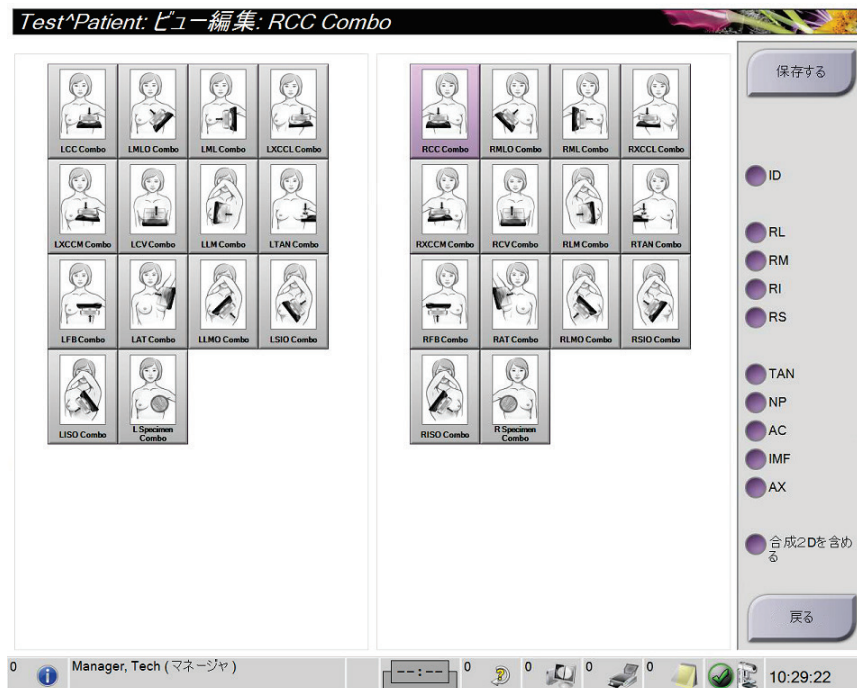 Test^Patient: ビュー編集: RCC Combo
LCC Combo
LMLO Combo
LML Combo
LXCCL Combo
LXCCM Combo
LCV Combo
LLM Combo
LTAN Combo
LFB Combo
LAT Combo
LLMO Combo
LSIO Combo
LISO Combo
L Specimen
Combo
RCC Combo
RMLO Combo
RML Combo
RXCCL Combo
RXCCM Combo
RCV Combo
RLM Combo
RTAN Combo
RFB Combo
RAT Combo
RLMO Combo
RSIO Combo
RISO Combo
R Specimen
Combo
保存する
ID
RL
RM
RI
RS
TAN
NP
AC
IMF
AX
合成2Dを含め
る
戻る
0
Manager, Tech (マネージャ)
--:--
0
0
0
0
10:29:22